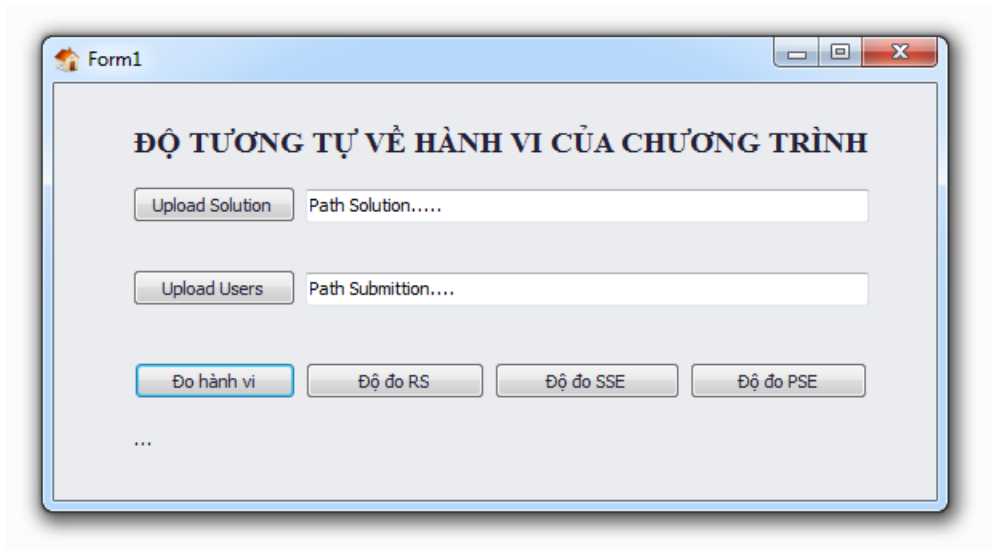 Form1
ĐỘ TƯƠNG TỰ VỀ HÀNH VI CỦA CHƯƠNG TRÌNH
Upload Solution Path Solution.....
Upload Users Path Submittion....
Đo hành vi Độ đo RS Độ đo SSE Độ đo PSE
...